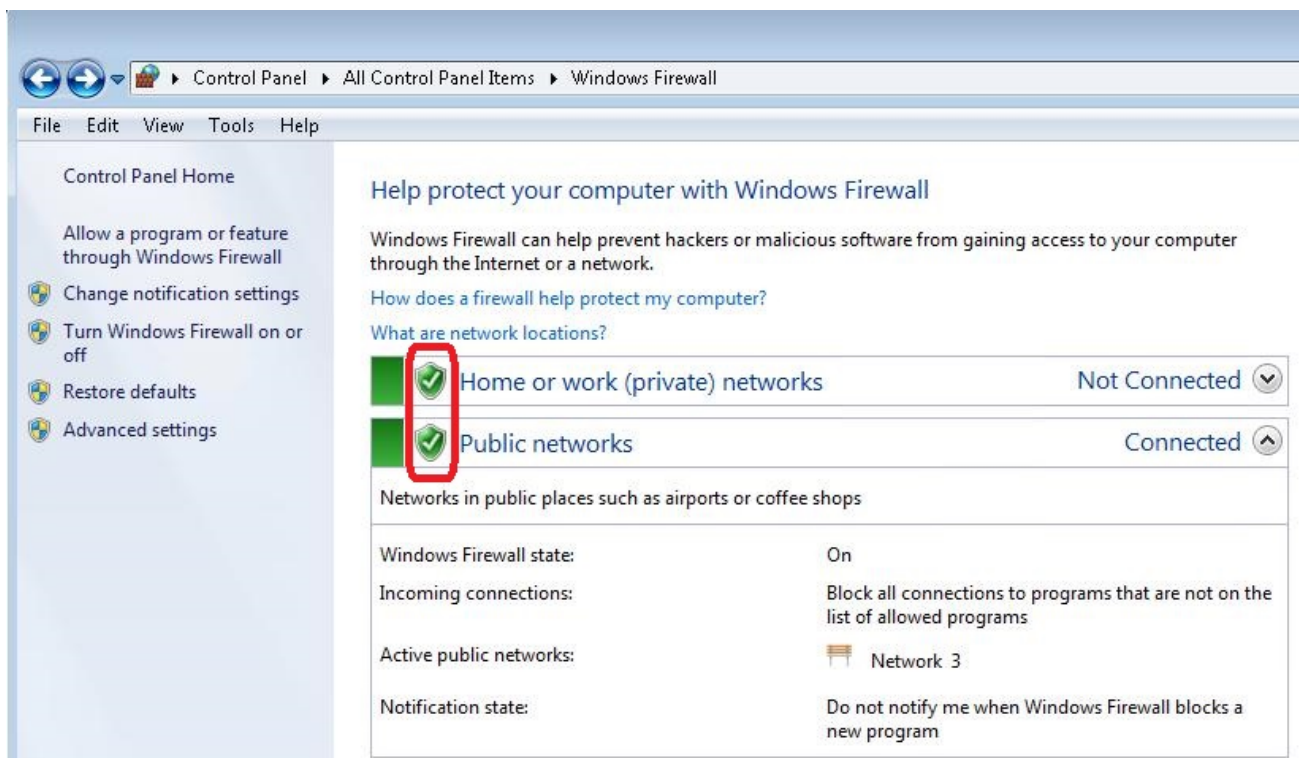 Control Panel ▸ All Control Panel Items ▸ Windows Firewall
File Edit View Tools Help
Control Panel Home
Allow a program or feature
through Windows Firewall
Change notification settings
Turn Windows Firewall on or
off
Restore defaults
Advanced settings
Help protect your computer with Windows Firewall
Windows Firewall can help prevent hackers or malicious software from gaining access to your computer
through the Internet or a network.
How does a firewall help protect my computer?
What are network locations?
Home or work (private) networks Not Connected
Public networks Connected
Networks in public places such as airports or coffee shops
Windows Firewall state: On
Incoming connections: Block all connections to programs that are not on the
list of allowed programs
Active public networks: Network 3
Notification state: Do not notify me when Windows Firewall blocks a
new program